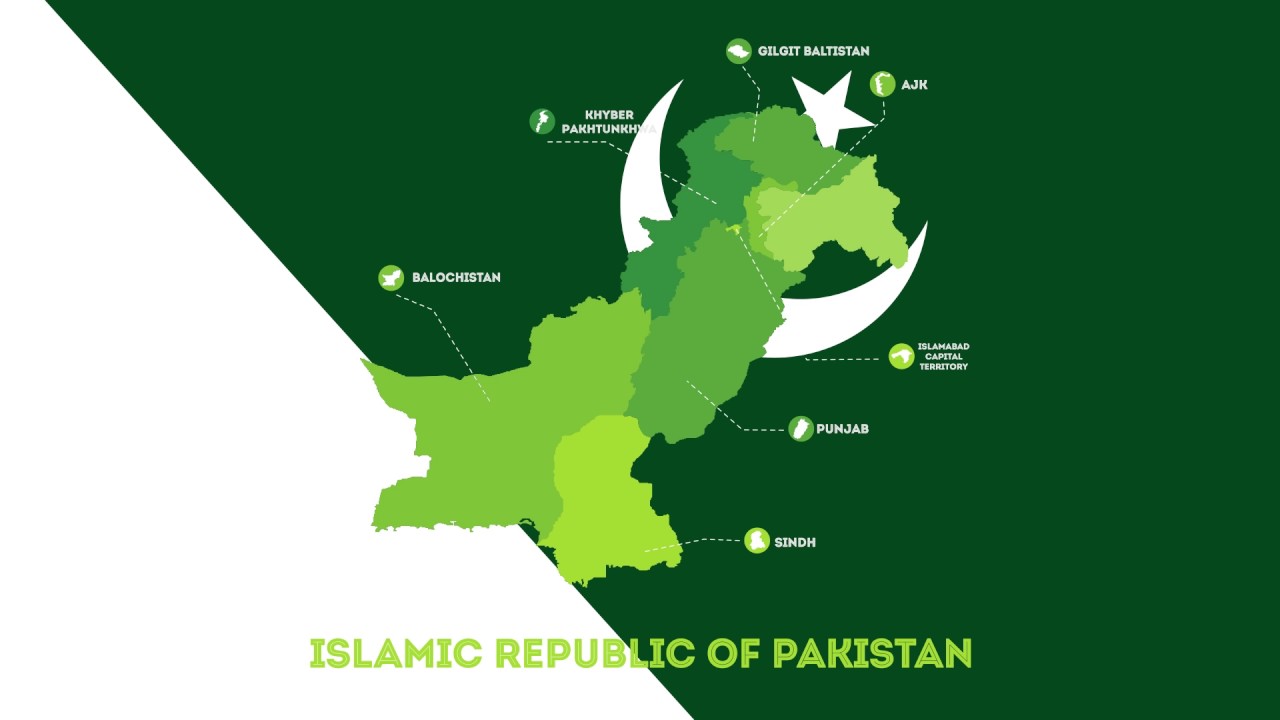 GILGIT BALTISTAN
AJK
KHYBER
PAKHTUNKHWA
BALOCHISTAN
ISLAMABAD
CAPITAL
TERRITORY
PUNJAB
SINDH
ISLAMIC REPUBLIC OF PAKISTAN